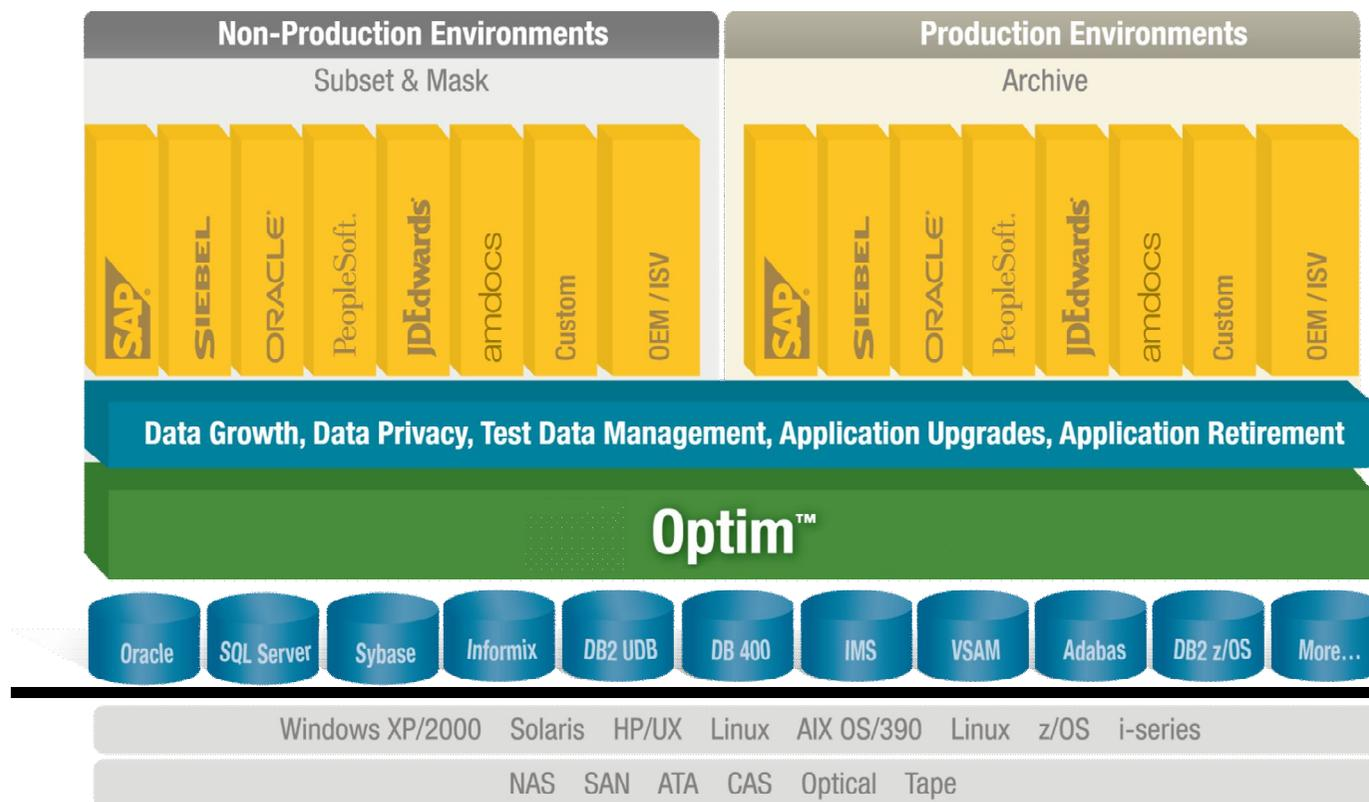 Non-Production Environments
Production Environments
Subset & Mask
Archive
SAP®
SIEBEL
ORACLE®
PeopleSoft.
JDEdwards®
amdocs
Custom
OEM / ISV
SAP®
SIEBEL
ORACLE®
PeopleSoft.
JDEdwards®
amdocs
Custom
OEM / ISV
Data Growth, Data Privacy, Test Data Management, Application Upgrades, Application Retirement
Optim™
Oracle
SQL Server
Sybase
Informix
DB2 UDB
DB 400
IMS
VSAM
Adabas
DB2 z/OS
More...
Windows XP/2000 Solaris HP/UX Linux AIX OS/390 Linux z/OS i-series
NAS SAN ATA CAS Optical Tape